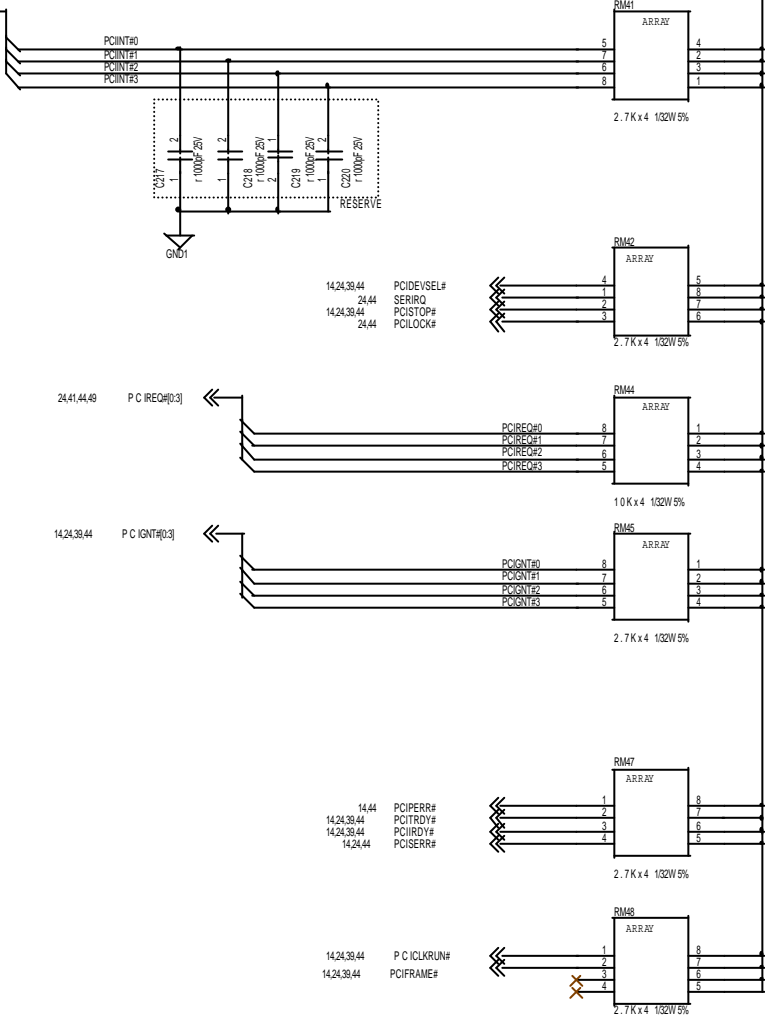 RM41
ARRAY
PCIINT#0 5 4
PCIINT#1 7 2
PCIINT#2 6 3
PCIINT#3 8 1
2.7K x 4 1/32W 5%
2 2 1 2
C217 r 1000pF 25V C218 r 1000pF 25V C219 r 1000pF 25V C220 r 1000pF 25V
1 1 2 1
RESERVE
GND1
RM42
ARRAY
14,24,39,44 PCIDEVSEL# 4 5
24,44 SERIRQ 1 8
14,24,39,44 PCISTOP# 2 7
24,44 PCILOCK# 3 6
2.7K x 4 1/32W 5%
RM44
24,41,44,49 PCIREQ#[0:3]
ARRAY
PCIREQ#0 8 1
PCIREQ#1 7 2
PCIREQ#2 6 3
PCIREQ#3 5 4
10K x 4 1/32W 5%
RM45
14,24,39,44 PCIGNT#[0:3]
ARRAY
PCIGNT#0 8 1
PCIGNT#1 7 2
PCIGNT#2 6 3
PCIGNT#3 5 4
2.7K x 4 1/32W 5%
RM47
ARRAY
14,44 PCIPERR# 1 8
14,24,39,44 PCITRDY# 2 7
14,24,39,44 PCIIRDY# 3 6
14,24,44 PCISERR# 4 5
2.7K x 4 1/32W 5%
RM48
ARRAY
14,24,39,44 PCICLKRUN# 1 8
14,24,39,44 PCIFRAME# 2 7
3 6
4 5
2.7K x 4 1/32W 5%